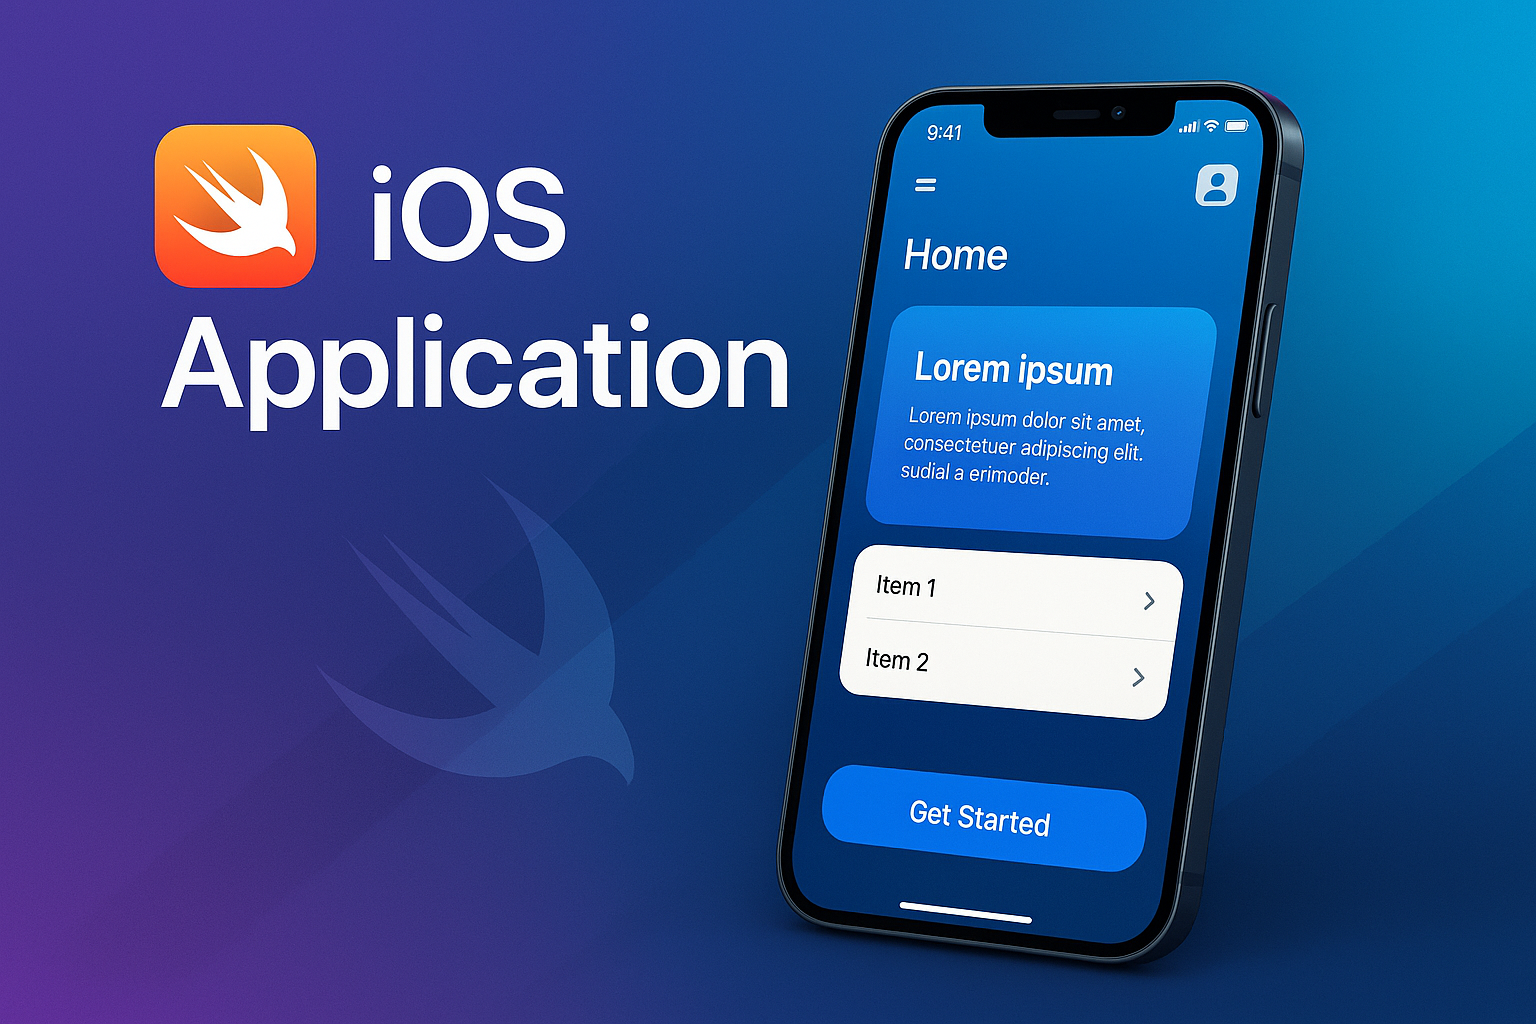 iOS
Application
9:41
Home
Lorem ipsum
Lorem ipsum dolor sit amet,
consectetuer adipiscing elit.
sudial a erimoder.
Item 1
Item 2
Get Started